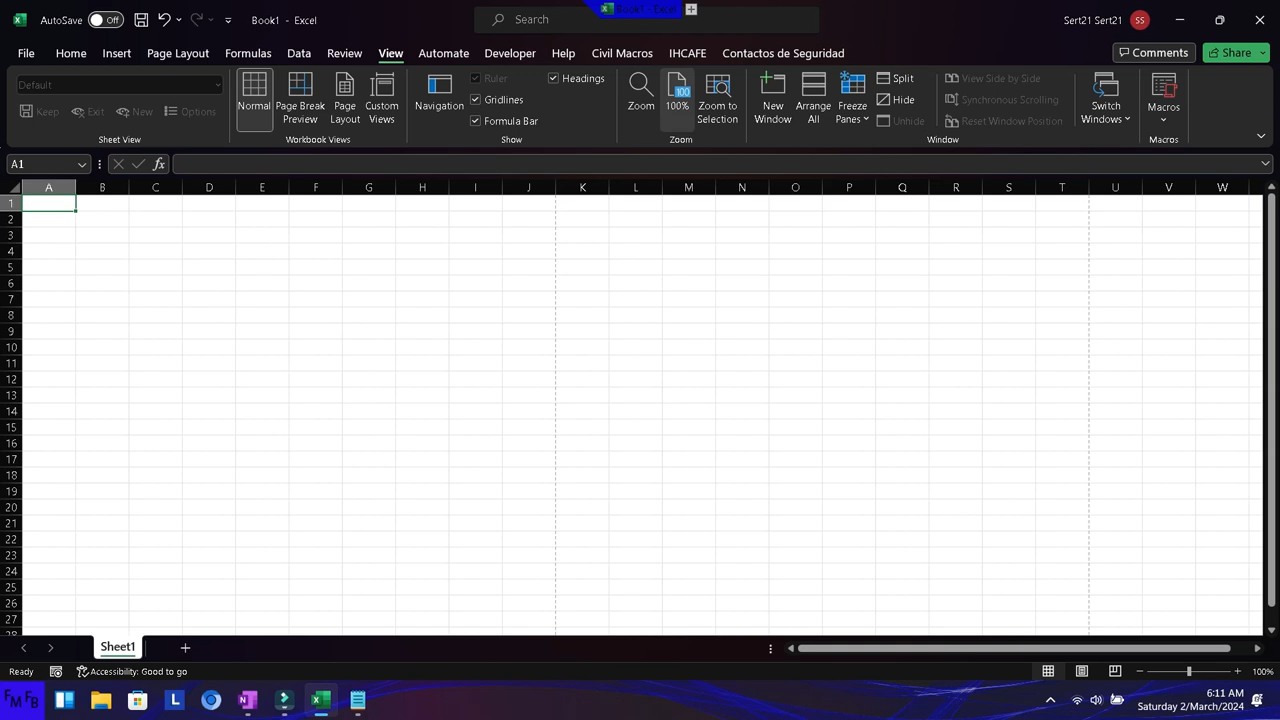 Book1 - Excel
AutoSave Off Book1 - Excel Search Sert21 Sert21 SS
File Home Insert Page Layout Formulas Data Review View Automate Developer Help Civil Macros IHCAFE Contactos de Seguridad Comments Share
Default
Keep Exit New Options
Sheet View
Normal Page Break Preview Page Layout Custom Views
Workbook Views
Navigation
Ruler Headings
Gridlines
Formula Bar
Show
Zoom 100% Zoom to Selection
Zoom
New Window Arrange All Freeze Panes
Split View Side by Side
Hide Synchronous Scrolling
Unhide Reset Window Position
Switch Windows
Window
Macros
Macros
A1 fx
A B C D E F G H I J K L M N O P Q R S T U V W
1
2
3
4
5
6
7
8
9
10
11
12
13
14
15
16
17
18
19
20
21
22
23
24
25
26
27
28
Sheet1
Ready Accessibility: Good to go 100%
FM FB L 6:11 AM
Saturday 2/March/2024